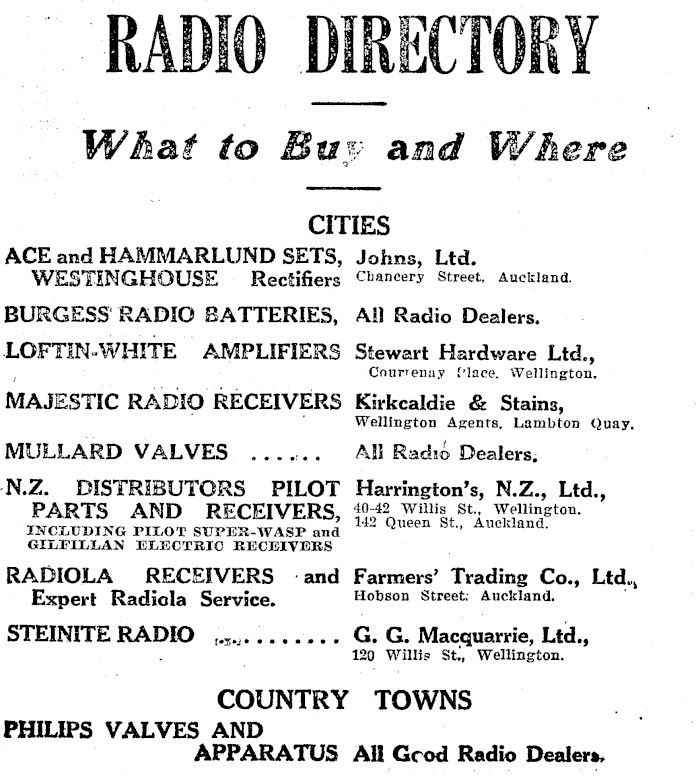 RADIO DIRECTORY
What to Buy and Where
CITIES
ACE and HAMMARLUND SETS, Johns, Ltd.
WESTINGHOUSE Rectifiers Chancery Street, Auckland.
BURGESS RADIO BATTERIES, All Radio Dealers.
LOFTIN-WHITE AMPLIFIERS Stewart Hardware Ltd.,
Courtenay Place, Wellington.
MAJESTIC RADIO RECEIVERS Kirkcaldie & Stains,
Wellington Agents, Lambton Quay.
MULLARD VALVES ...... All Radio Dealers.
N.Z. DISTRIBUTORS PILOT Harrington's, N.Z., Ltd.,
PARTS AND RECEIVERS, 40-42 Willis St., Wellington.
142 Queen St., Auckland.
INCLUDING PILOT SUPER-WASP and
GILFILLAN ELECTRIC RECEIVERS
RADIOLA RECEIVERS and Farmers' Trading Co., Ltd.,
Expert Radiola Service. Hobson Street, Auckland.
STEINITE RADIO ............ G. G. Macquarrie, Ltd.,
120 Willis St., Wellington.
COUNTRY TOWNS
PHILIPS VALVES AND
APPARATUS All Good Radio Dealers.